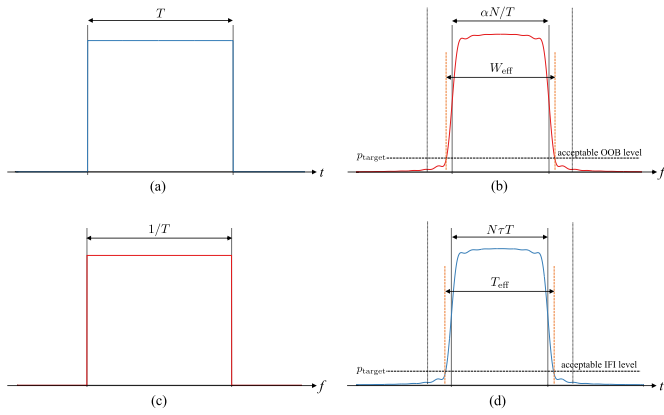 T
t
(a)
αN/T
W_eff
p_target
acceptable OOB level
f
(b)
1/T
f
(c)
NτT
T_eff
p_target
acceptable IFI level
t
(d)